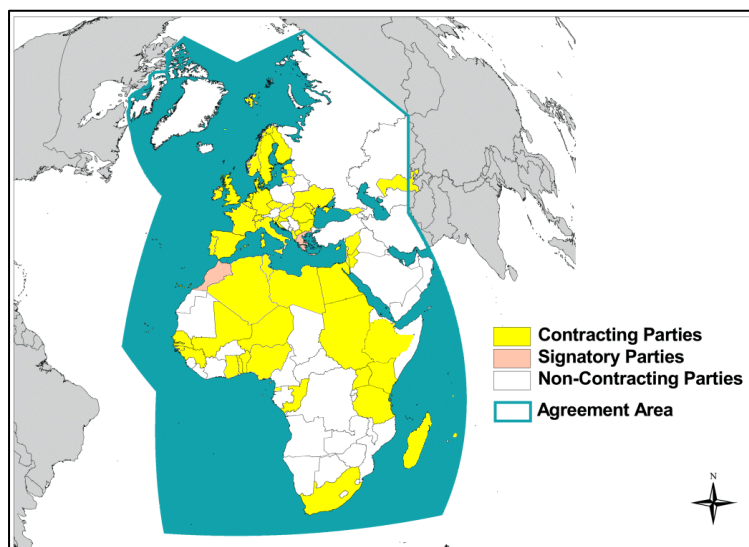 N
Contracting Parties
Signatory Parties
Non-Contracting Parties
Agreement Area